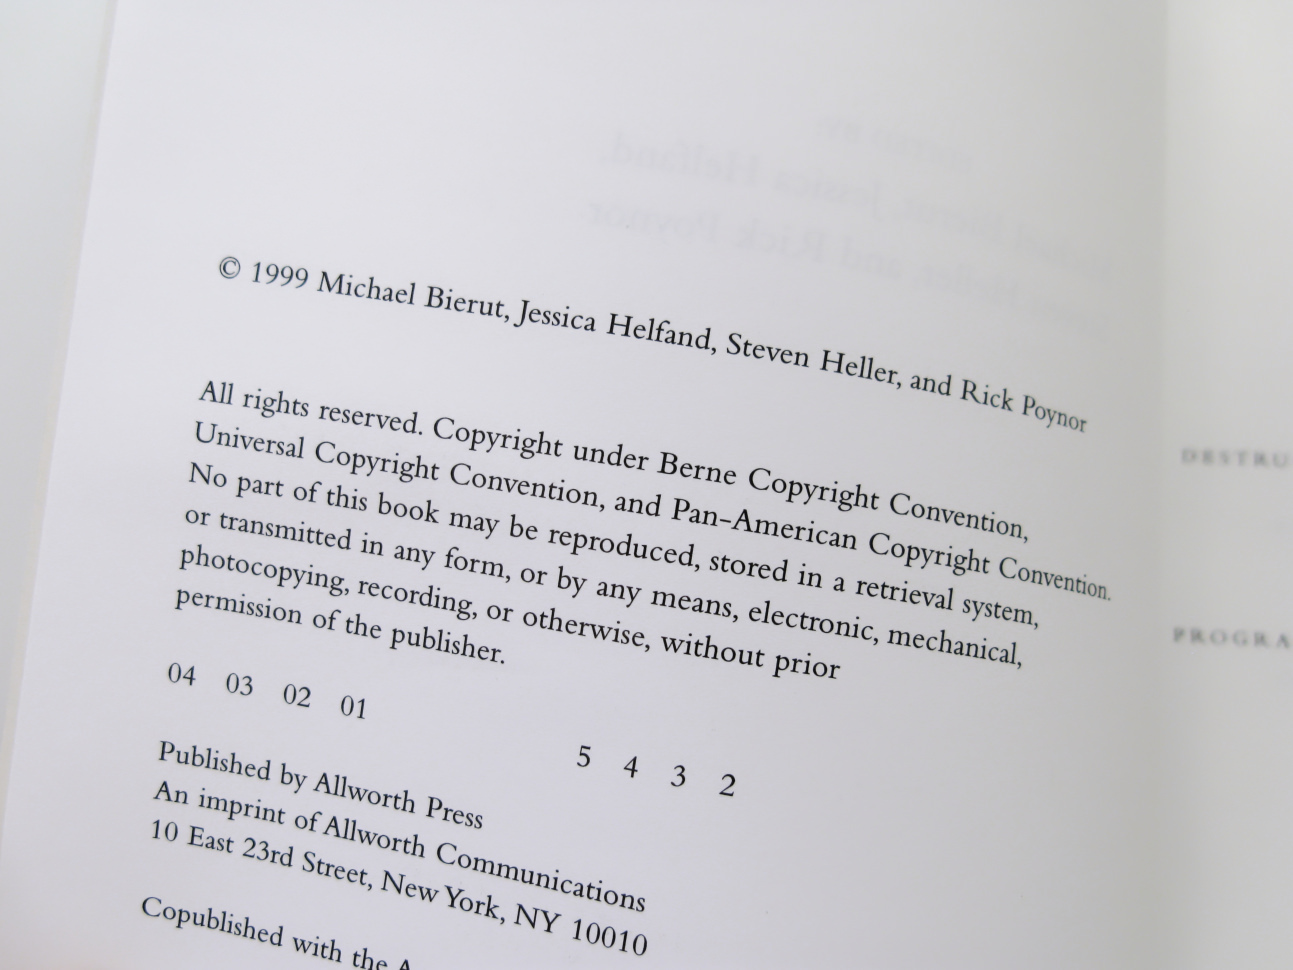 © 1999 Michael Bierut, Jessica Helfand, Steven Heller, and Rick Poynor
All rights reserved. Copyright under Berne Copyright Convention,
Universal Copyright Convention, and Pan-American Copyright Convention.
No part of this book may be reproduced, stored in a retrieval system,
or transmitted in any form, or by any means, electronic, mechanical,
photocopying, recording, or otherwise, without prior
permission of the publisher.
04 03 02 01 5 4 3 2
Published by Allworth Press
An imprint of Allworth Communications
10 East 23rd Street, New York, NY 10010
Copublished with the A
DESTRU
PROGRA